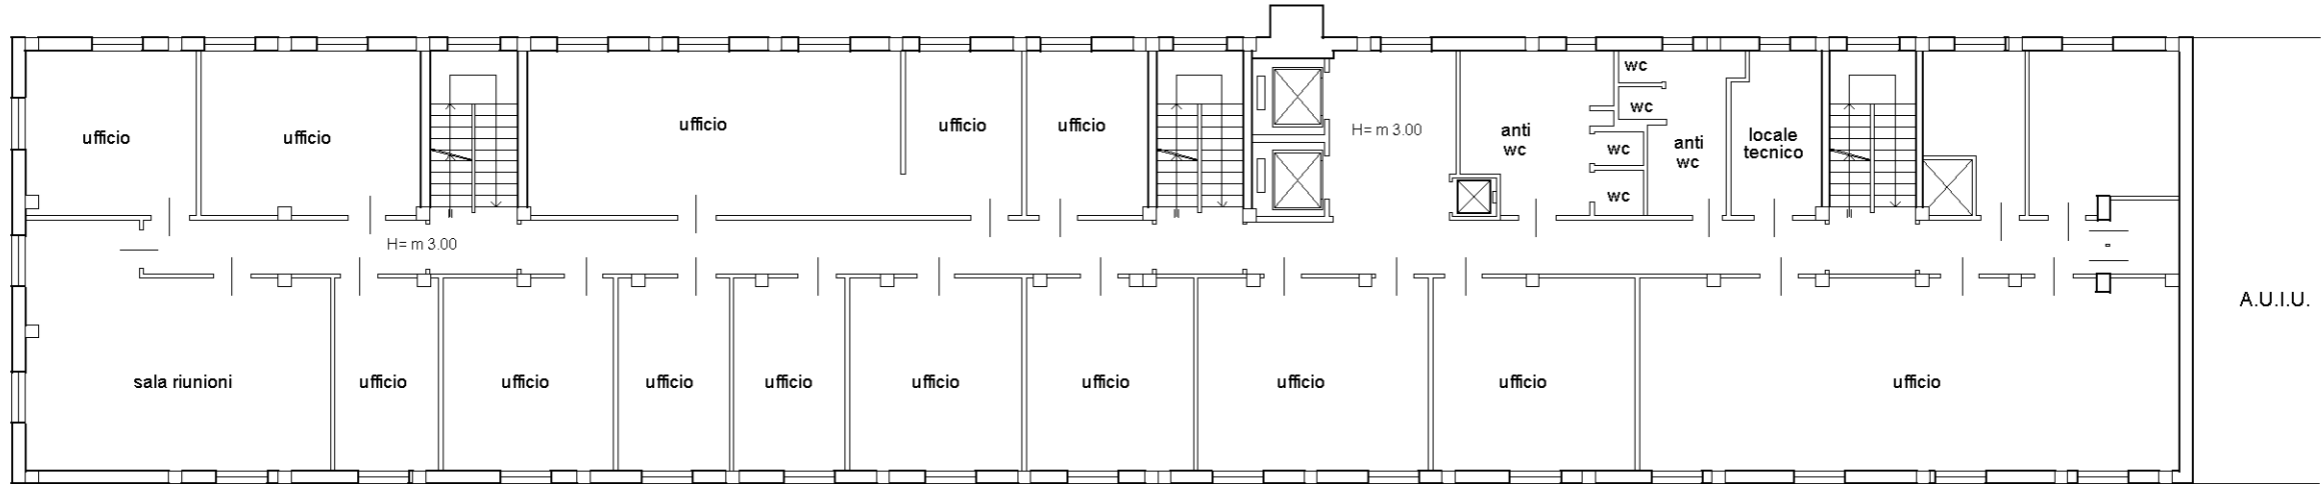 wc
wc
ufficio
ufficio
ufficio
ufficio
ufficio
H= m 3.00
anti
wc
wc
anti
wc
locale
tecnico
wc
H= m 3.00
A.U.I.U.
sala riunioni
ufficio
ufficio
ufficio
ufficio
ufficio
ufficio
ufficio
ufficio
ufficio